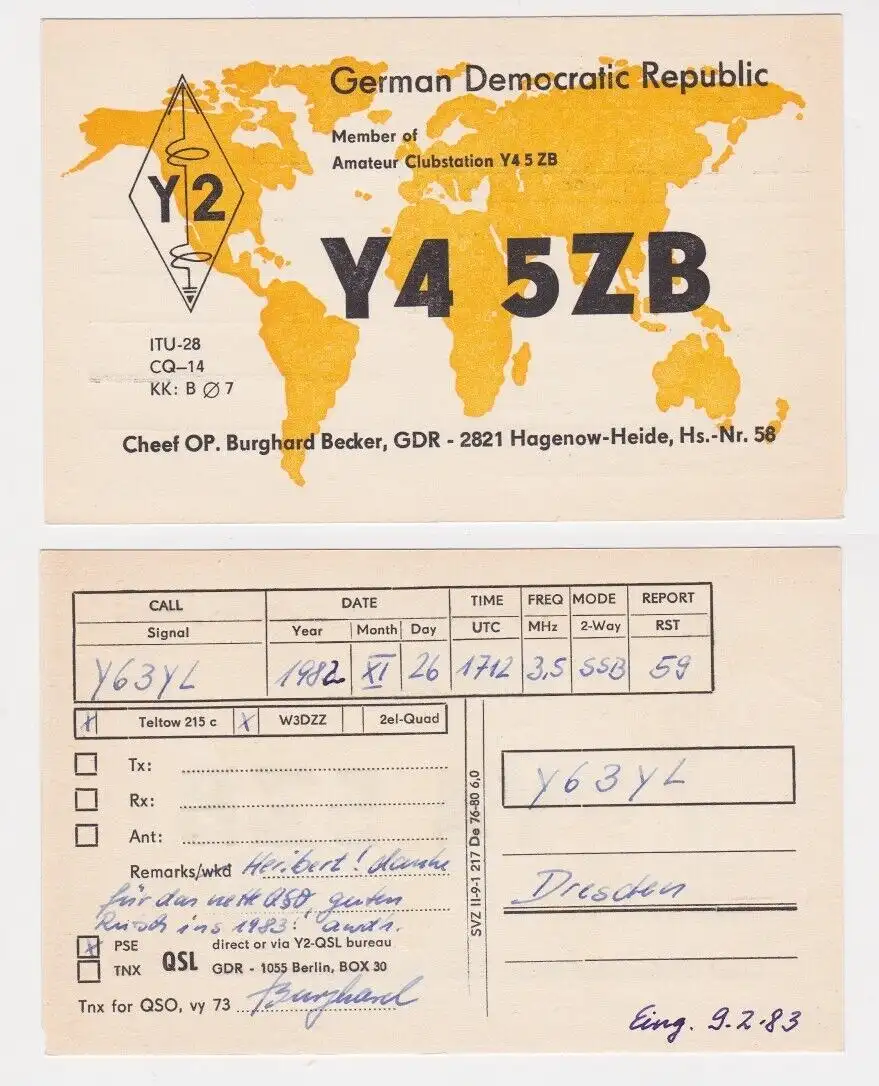 German Democratic Republic
Member of
Amateur Clubstation Y4 5 ZB
Y2
Y4 5ZB
ITU-28
CQ-14
KK: B Ø 7
Cheef OP. Burghard Becker, GDR - 2821 Hagenow-Heide, Hs.-Nr. 58
CALL DATE TIME FREQ MODE REPORT
Signal Year Month Day UTC MHz 2-Way RST
Y63YL 1982 XI 26 1712 3,5 SSB 59
X Teltow 215 c X W3DZZ 2el-Quad
Tx:
Rx:
Ant:
Remarks/wkd Heribert! danke
für das nette QSO, guten
Rutsch ins 1983!
X PSE direct or via Y2-QSL bureau
TNX QSL GDR - 1055 Berlin, BOX 30
Tnx for QSO, vy 73 Burghard
SVZ II-9-1 217 De 76-80 6,0
Y63YL
Dresden
Eing. 9.2.83